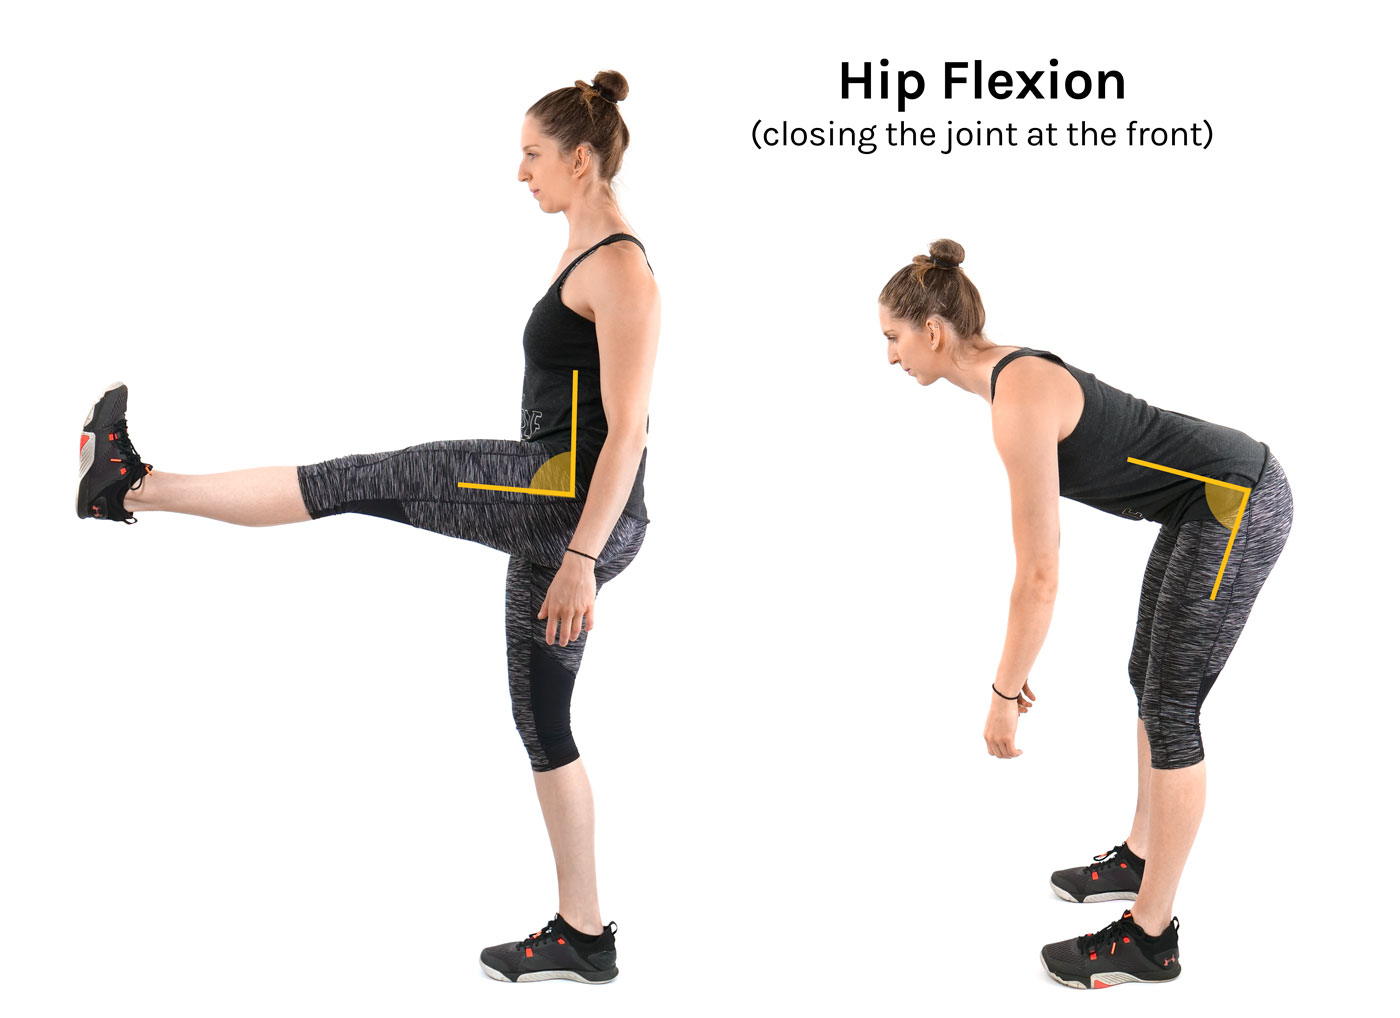 Hip Flexion
(closing the joint at the front)